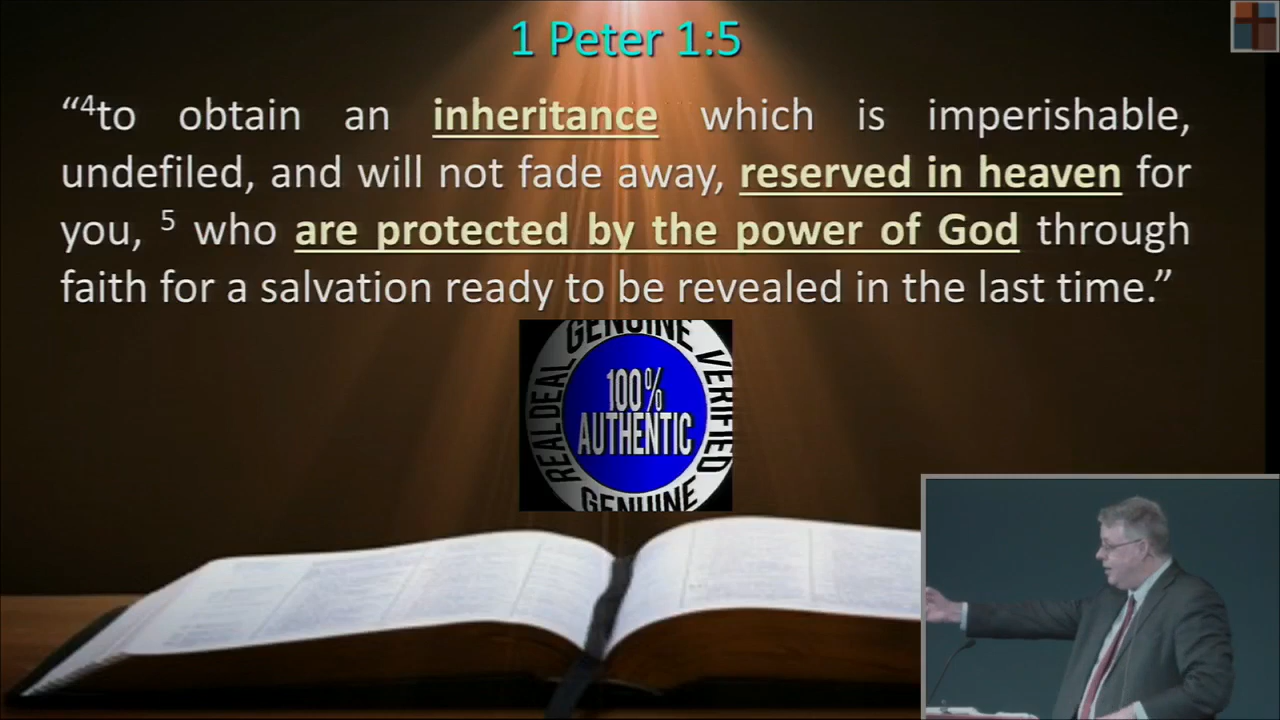 1 Peter 1:5
“⁴to obtain an inheritance which is imperishable,
undefiled, and will not fade away, reserved in heaven for
you, ⁵ who are protected by the power of God through
faith for a salvation ready to be revealed in the last time.”
GENUINE
VERIFIED
REAL DEAL
100%
AUTHENTIC
GENUINE